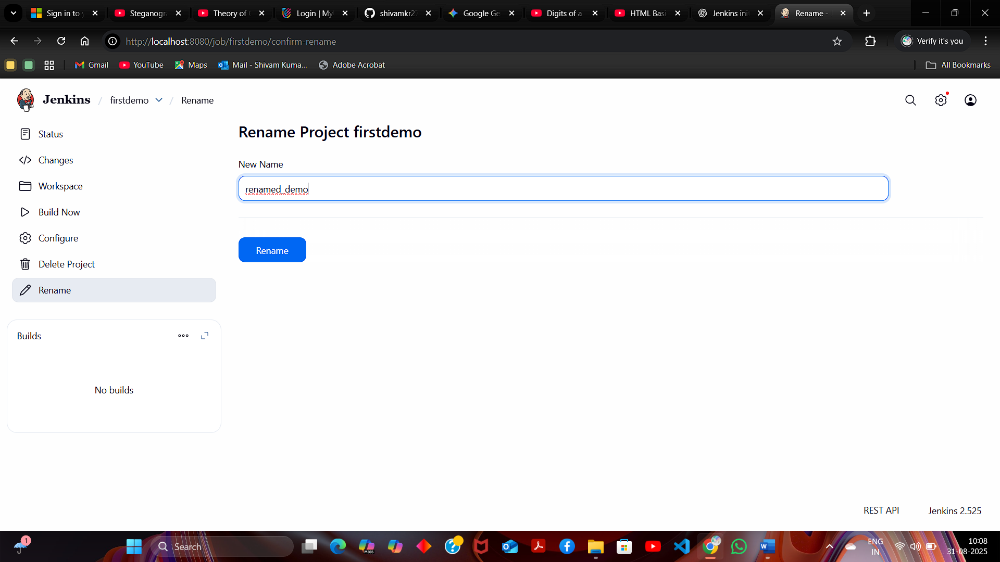 Sign in to
Steganogr
Theory of
Login | My
shivamkr2
Google Ge
Digits of a
HTML Basi
Jenkins ini
Rename -
http://localhost:8080/job/firstdemo/confirm-rename
Verify it's you
Gmail
YouTube
Maps
Mail - Shivam Kuma...
Adobe Acrobat
All Bookmarks
Jenkins / firstdemo / Rename
Status
Changes
Workspace
Build Now
Configure
Delete Project
Rename
Builds
No builds
Rename Project firstdemo
New Name
renamed_demo
Rename
REST API
Jenkins 2.525
1
Search
M365
ENG
IN
10:08
31-08-2025